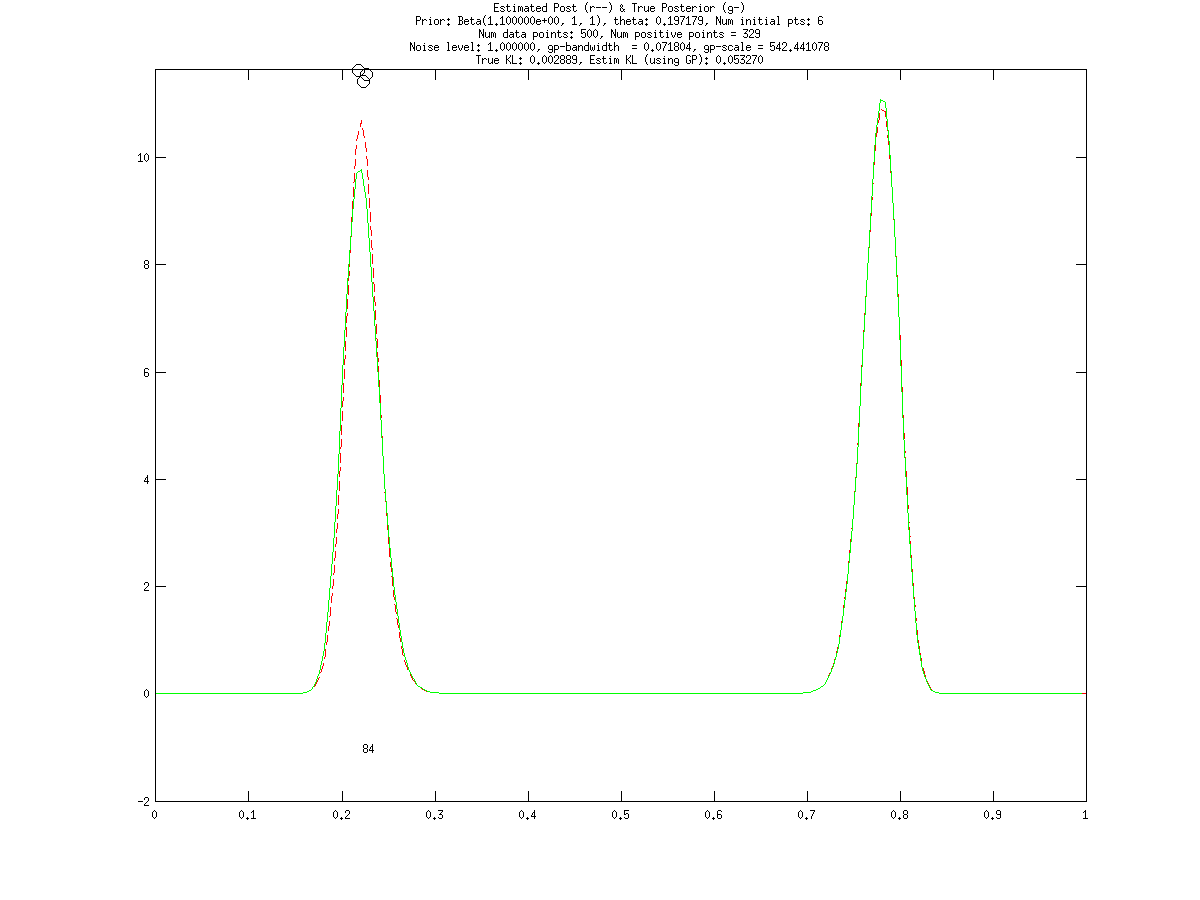 Estimated Post (r--) & True Posterior (g-)
Prior: Beta(1.100000e+00, 1, 1), theta: 0.197179, Num initial pts: 6
Num data points: 500, Num positive points = 329
Noise level: 1.000000, gp-bandwidth  = 0.071804, gp-scale = 542.441078
True KL: 0.002889, Estim KL (using GP): 0.053270
10
8
6
4
2
0
84
-2
0 0.1 0.2 0.3 0.4 0.5 0.6 0.7 0.8 0.9 1